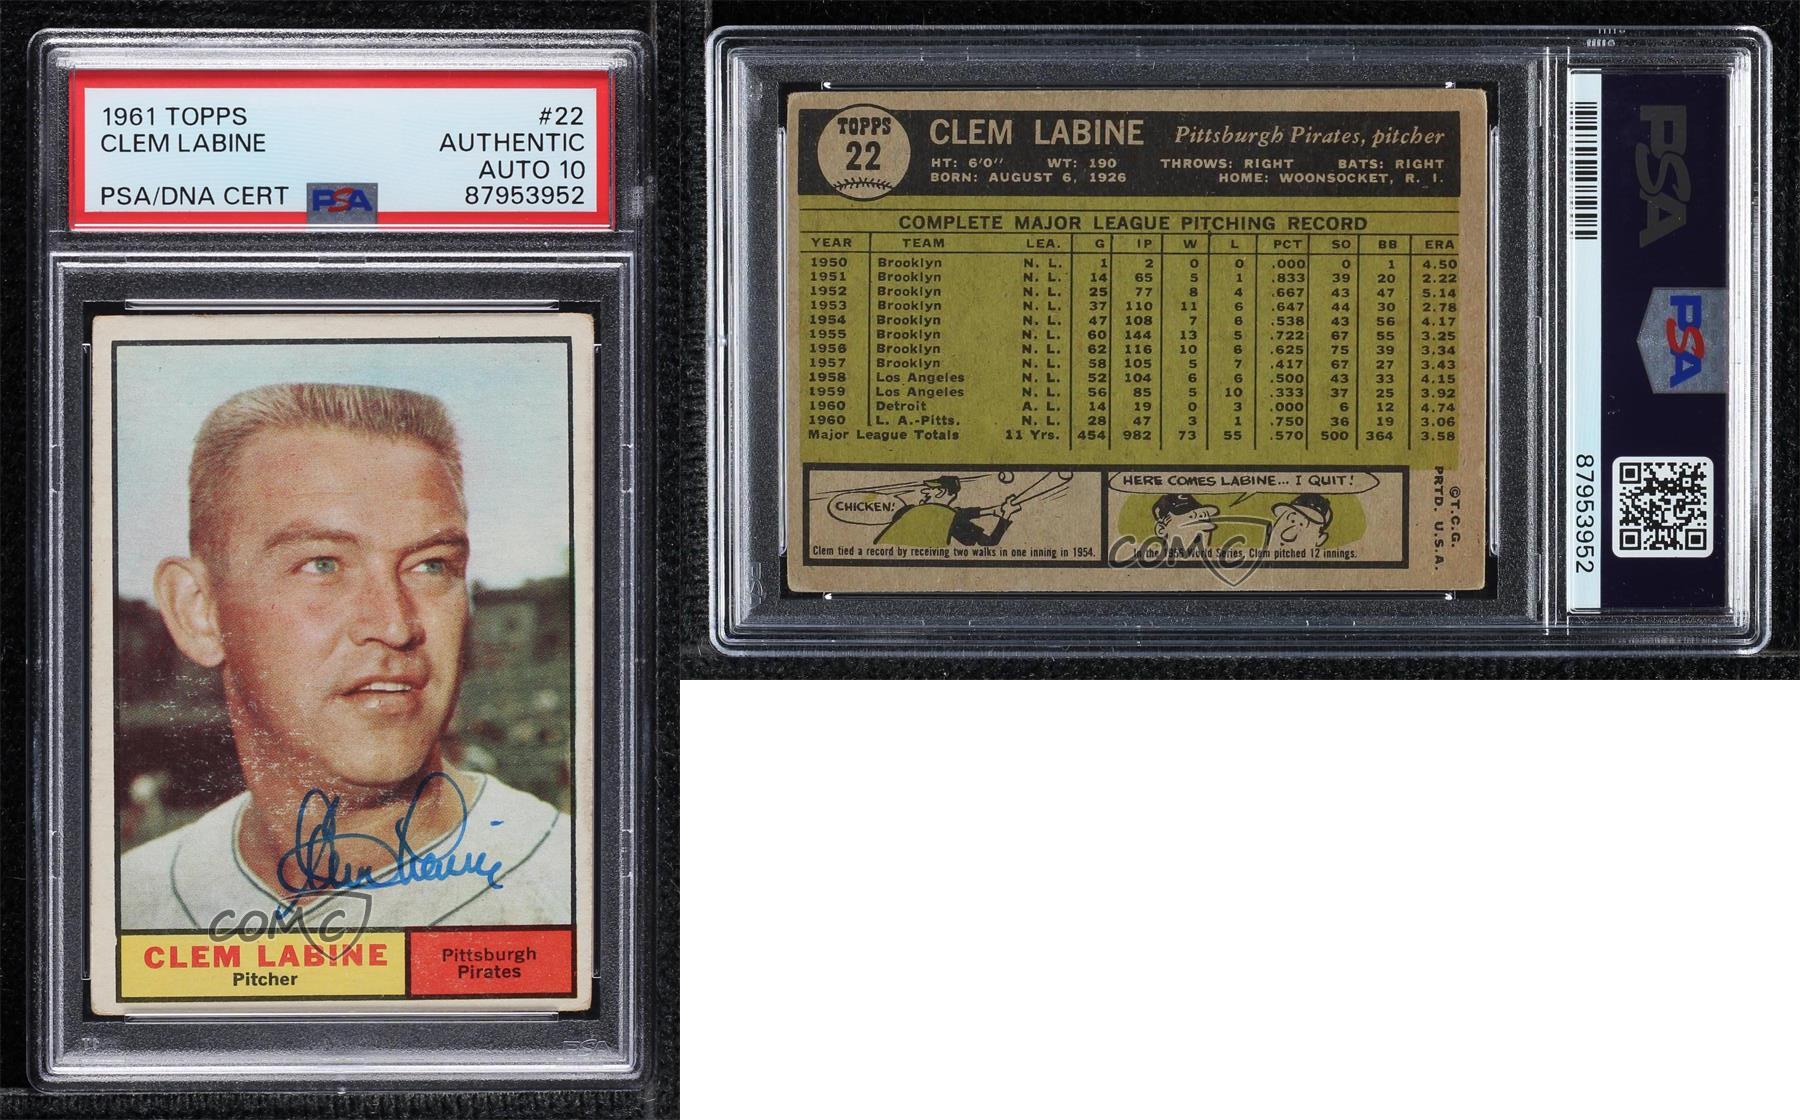 1961 TOPPS #22
CLEM LABINE AUTHENTIC
AUTO 10
PSA/DNA CERT PSA 87953952
Clem Labine
COMC
CLEM LABINE
Pitcher
Pittsburgh
Pirates
PSA
TOPPS
22
CLEM LABINE Pittsburgh Pirates, pitcher
HT: 6'0" WT: 190 THROWS: RIGHT BATS: RIGHT
BORN: AUGUST 6, 1926 HOME: WOONSOCKET, R. I.
COMPLETE MAJOR LEAGUE PITCHING RECORD
YEAR TEAM LEA. G IP W L PCT SO BB ERA
1950 Brooklyn N. L. 1 2 0 0 .000 0 1 4.50
1951 Brooklyn N. L. 14 65 5 1 .833 39 20 2.22
1952 Brooklyn N. L. 25 77 8 4 .667 43 47 5.14
1953 Brooklyn N. L. 37 110 11 6 .647 44 30 2.78
1954 Brooklyn N. L. 47 108 7 6 .538 43 56 4.17
1955 Brooklyn N. L. 60 144 13 5 .722 67 55 3.25
1956 Brooklyn N. L. 62 116 10 6 .625 75 39 3.34
1957 Brooklyn N. L. 58 105 5 7 .417 67 27 3.43
1958 Los Angeles N. L. 52 104 6 6 .500 43 33 4.15
1959 Los Angeles N. L. 56 85 5 10 .333 37 25 3.92
1960 Detroit A. L. 14 19 0 3 .000 6 12 4.74
1960 L. A.-Pitts. N. L. 28 47 3 1 .750 36 19 3.06
Major League Totals 11 Yrs. 454 982 73 55 .570 500 364 3.58
CHICKEN!
Clem tied a record by receiving two walks in one inning in 1954.
HERE COMES LABINE... I QUIT!
In the 1956 World Series, Clem pitched 12 innings.
COMC
©T.C.G.
PRTD. U.S.A.
87953952
PSA
PSA